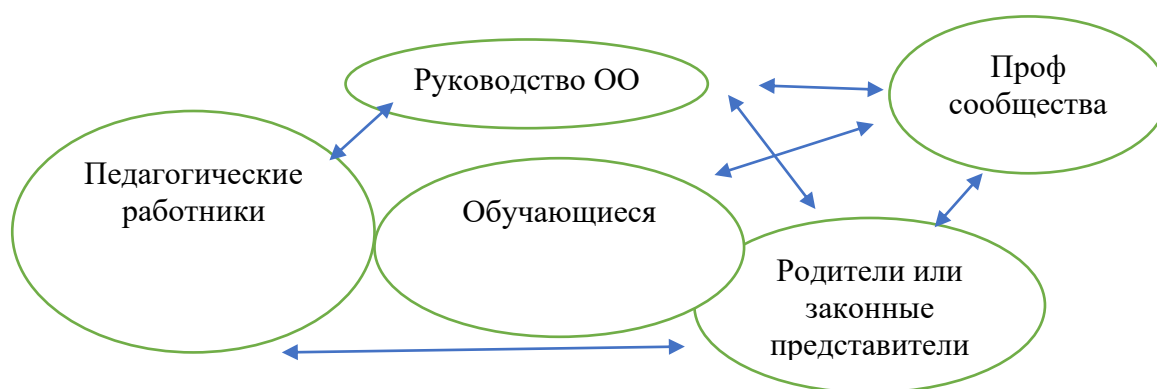 Руководство ОО
Проф
сообщества
Педагогические
работники
Обучающиеся
Родители или
законные
представители